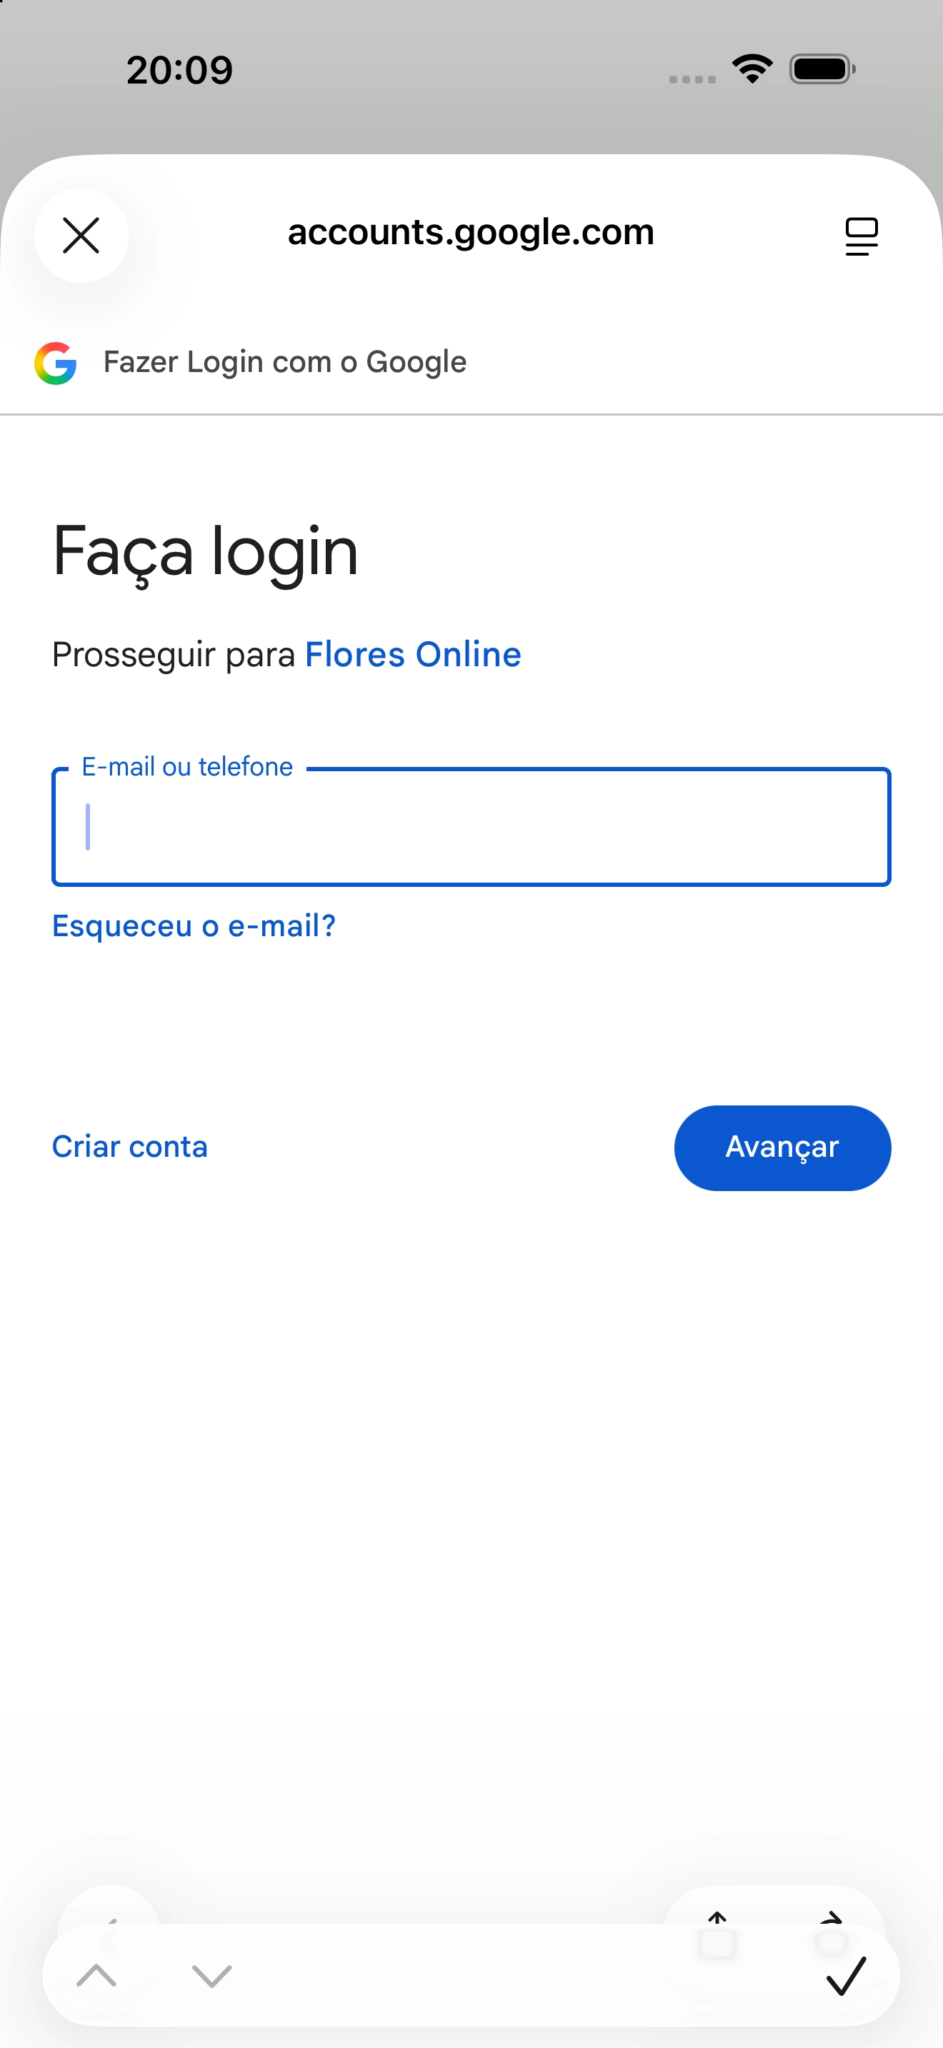 20:09
accounts.google.com
Fazer Login com o Google
Faça login
Prosseguir para Flores Online
E-mail ou telefone
Esqueceu o e-mail?
Criar conta
Avançar